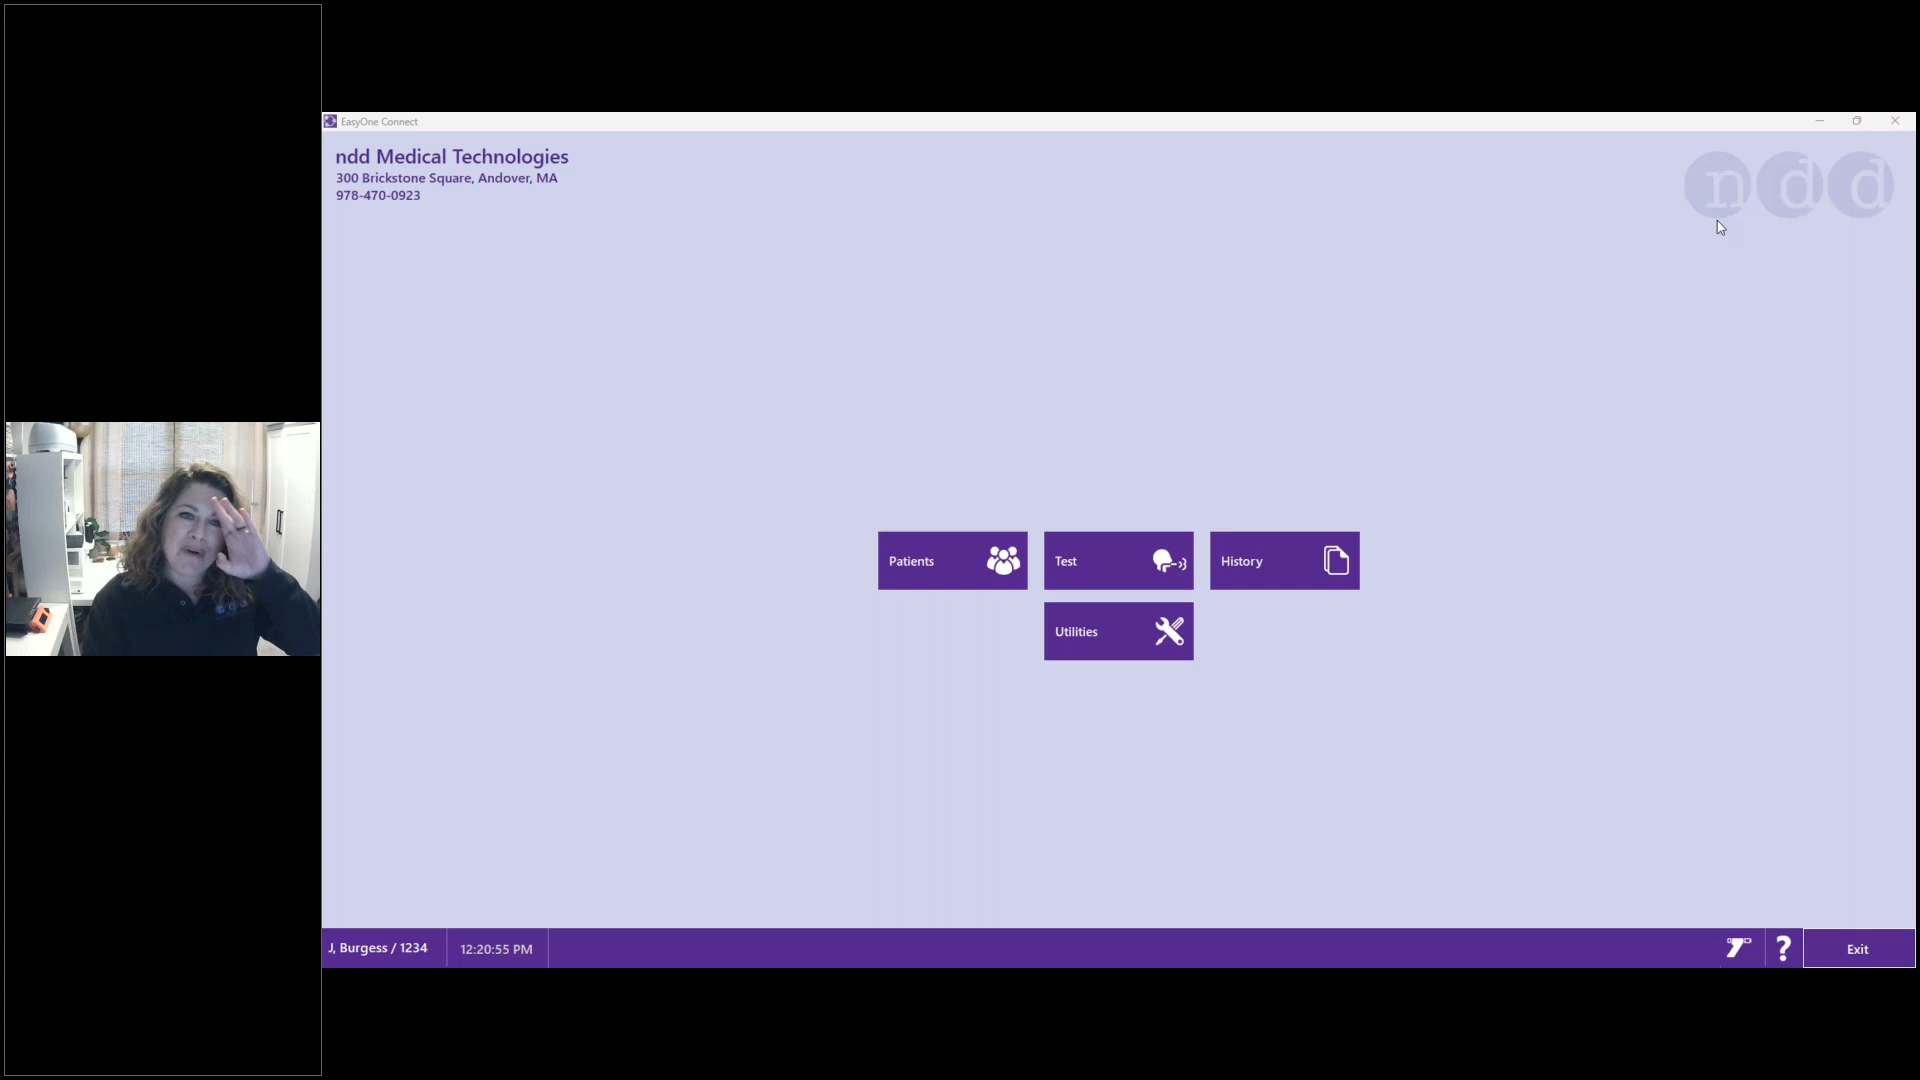 EasyOne Connect
ndd Medical Technologies
300 Brickstone Square, Andover, MA
978-470-0923
ndd
Patients
Test
History
Utilities
J, Burgess / 1234
12:20:55 PM
?
Exit